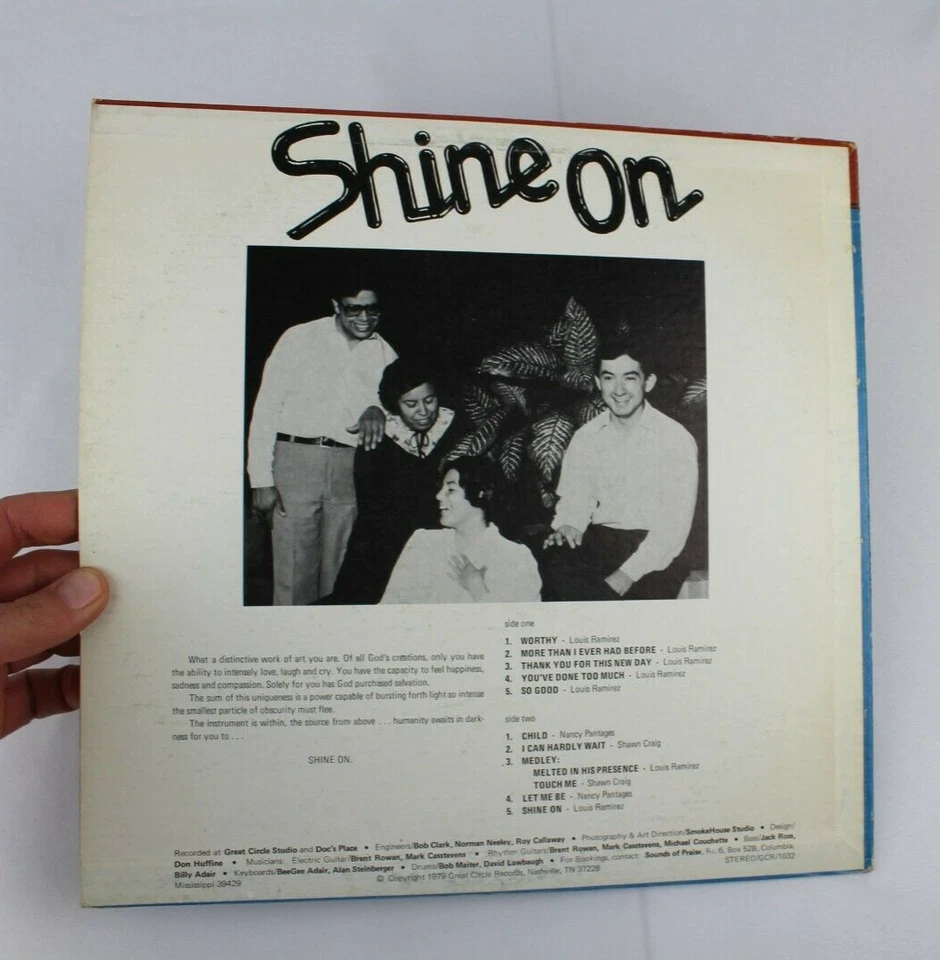 Shine On
What a distinctive work of art you are. Of all God's creations, only you have
the ability to intensely love, laugh and cry. You have the capacity to feel happiness,
sadness and compassion. Solely for you has God purchased salvation.
The sum of this uniqueness is a power capable of bursting forth light so intense
the smallest particle of obscurity must flee.
The instrument is within, the source from above . . . humanity awaits in dark-
ness for you to . . .
SHINE ON.
side one
1. WORTHY - Louis Ramirez
2. MORE THAN I EVER HAD BEFORE - Louis Ramirez
3. THANK YOU FOR THIS NEW DAY - Louis Ramirez
4. YOU'VE DONE TOO MUCH - Louis Ramirez
5. SO GOOD - Louis Ramirez
side two
1. CHILD - Nancy Pantages
2. I CAN HARDLY WAIT - Shawn Craig
3. MEDLEY:
MELTED IN HIS PRESENCE - Louis Ramirez
TOUCH ME - Shawn Craig
4. LET ME BE - Nancy Pantages
5. SHINE ON - Louis Ramirez
Recorded at Great Circle Studio and Doc's Place • Engineers/Bob Clark, Norman Neeley, Roy Callaway • Photography & Art Direction/SmokeHouse Studio • Design/
Don Huffine • Musicians: Electric Guitar/Brent Rowan, Mark Casstevens • Rhythm Guitars/Brent Rowan, Mark Casstevens, Michael Couchette • Bass/Jack Ross,
Billy Adair • Keyboards/BeeGee Adair, Alan Steinberger • Drums/Bob Mater, David Lowbaugh • For Bookings, contact: Sounds of Praise, Rt. 6, Box 52B, Columbia,
Mississippi 39429
© Copyright 1979 Great Circle Records, Nashville, TN 37228
STEREO/GCR/1032